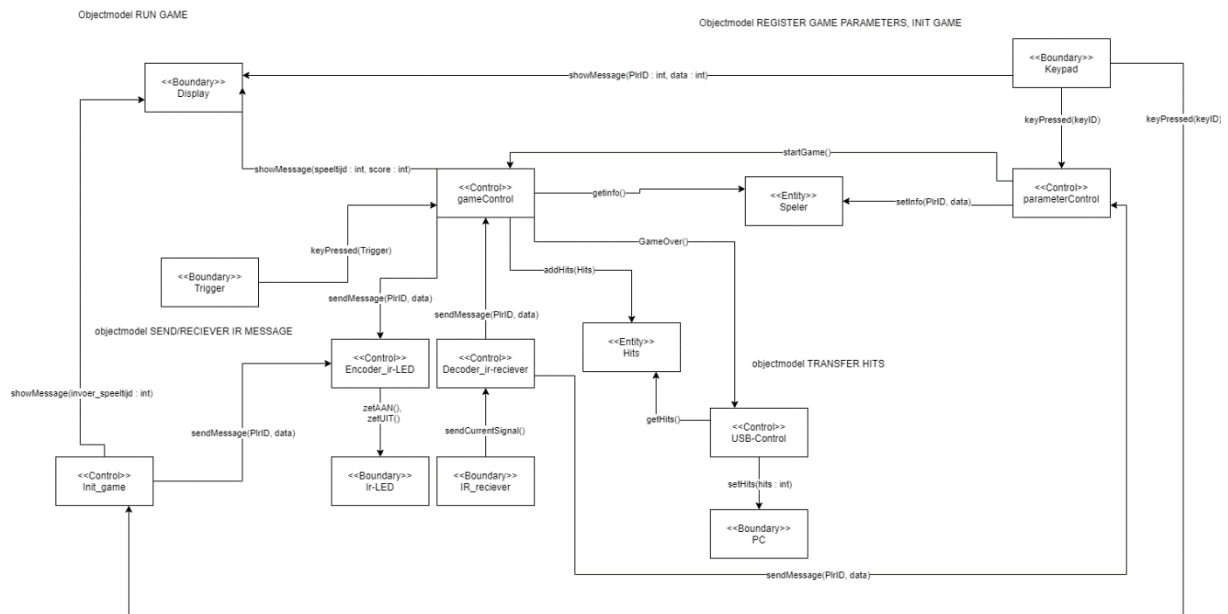 Objectmodel RUN GAME
Objectmodel REGISTER GAME PARAMETERS, INIT GAME
<<Boundary>>
Display
showMessage(PlrID : int, data : int)
<<Boundary>>
Keypad
keyPressed(keyID)
keyPressed(keyID)
startGame()
showMessage(speeltijd : int, score : int)
<<Control>>
gameControl
getInfo()
<<Entity>>
Speler
setInfo(PlrID, data)
<<Control>>
parameterControl
keyPressed(Trigger)
GameOver()
<<Boundary>>
Trigger
addHits(Hits)
sendMessage(PlrID, data)
sendMessage(PlrID, data)
objectmodel SEND/RECIEVER IR MESSAGE
<<Control>>
Encoder_ir-LED
<<Control>>
Decoder_ir-reciever
<<Entity>>
Hits
objectmodel TRANSFER HITS
showMessage(invoer_speeltijd : int)
zetAAN(),
zetUIT()
getHits()
<<Control>>
USB-Control
sendMessage(PlrID, data)
sendCurrentSignal()
<<Control>>
Init_game
<<Boundary>>
Ir-LED
<<Boundary>>
IR_reciever
setHits(hits : int)
<<Boundary>>
PC
sendMessage(PlrID, data)